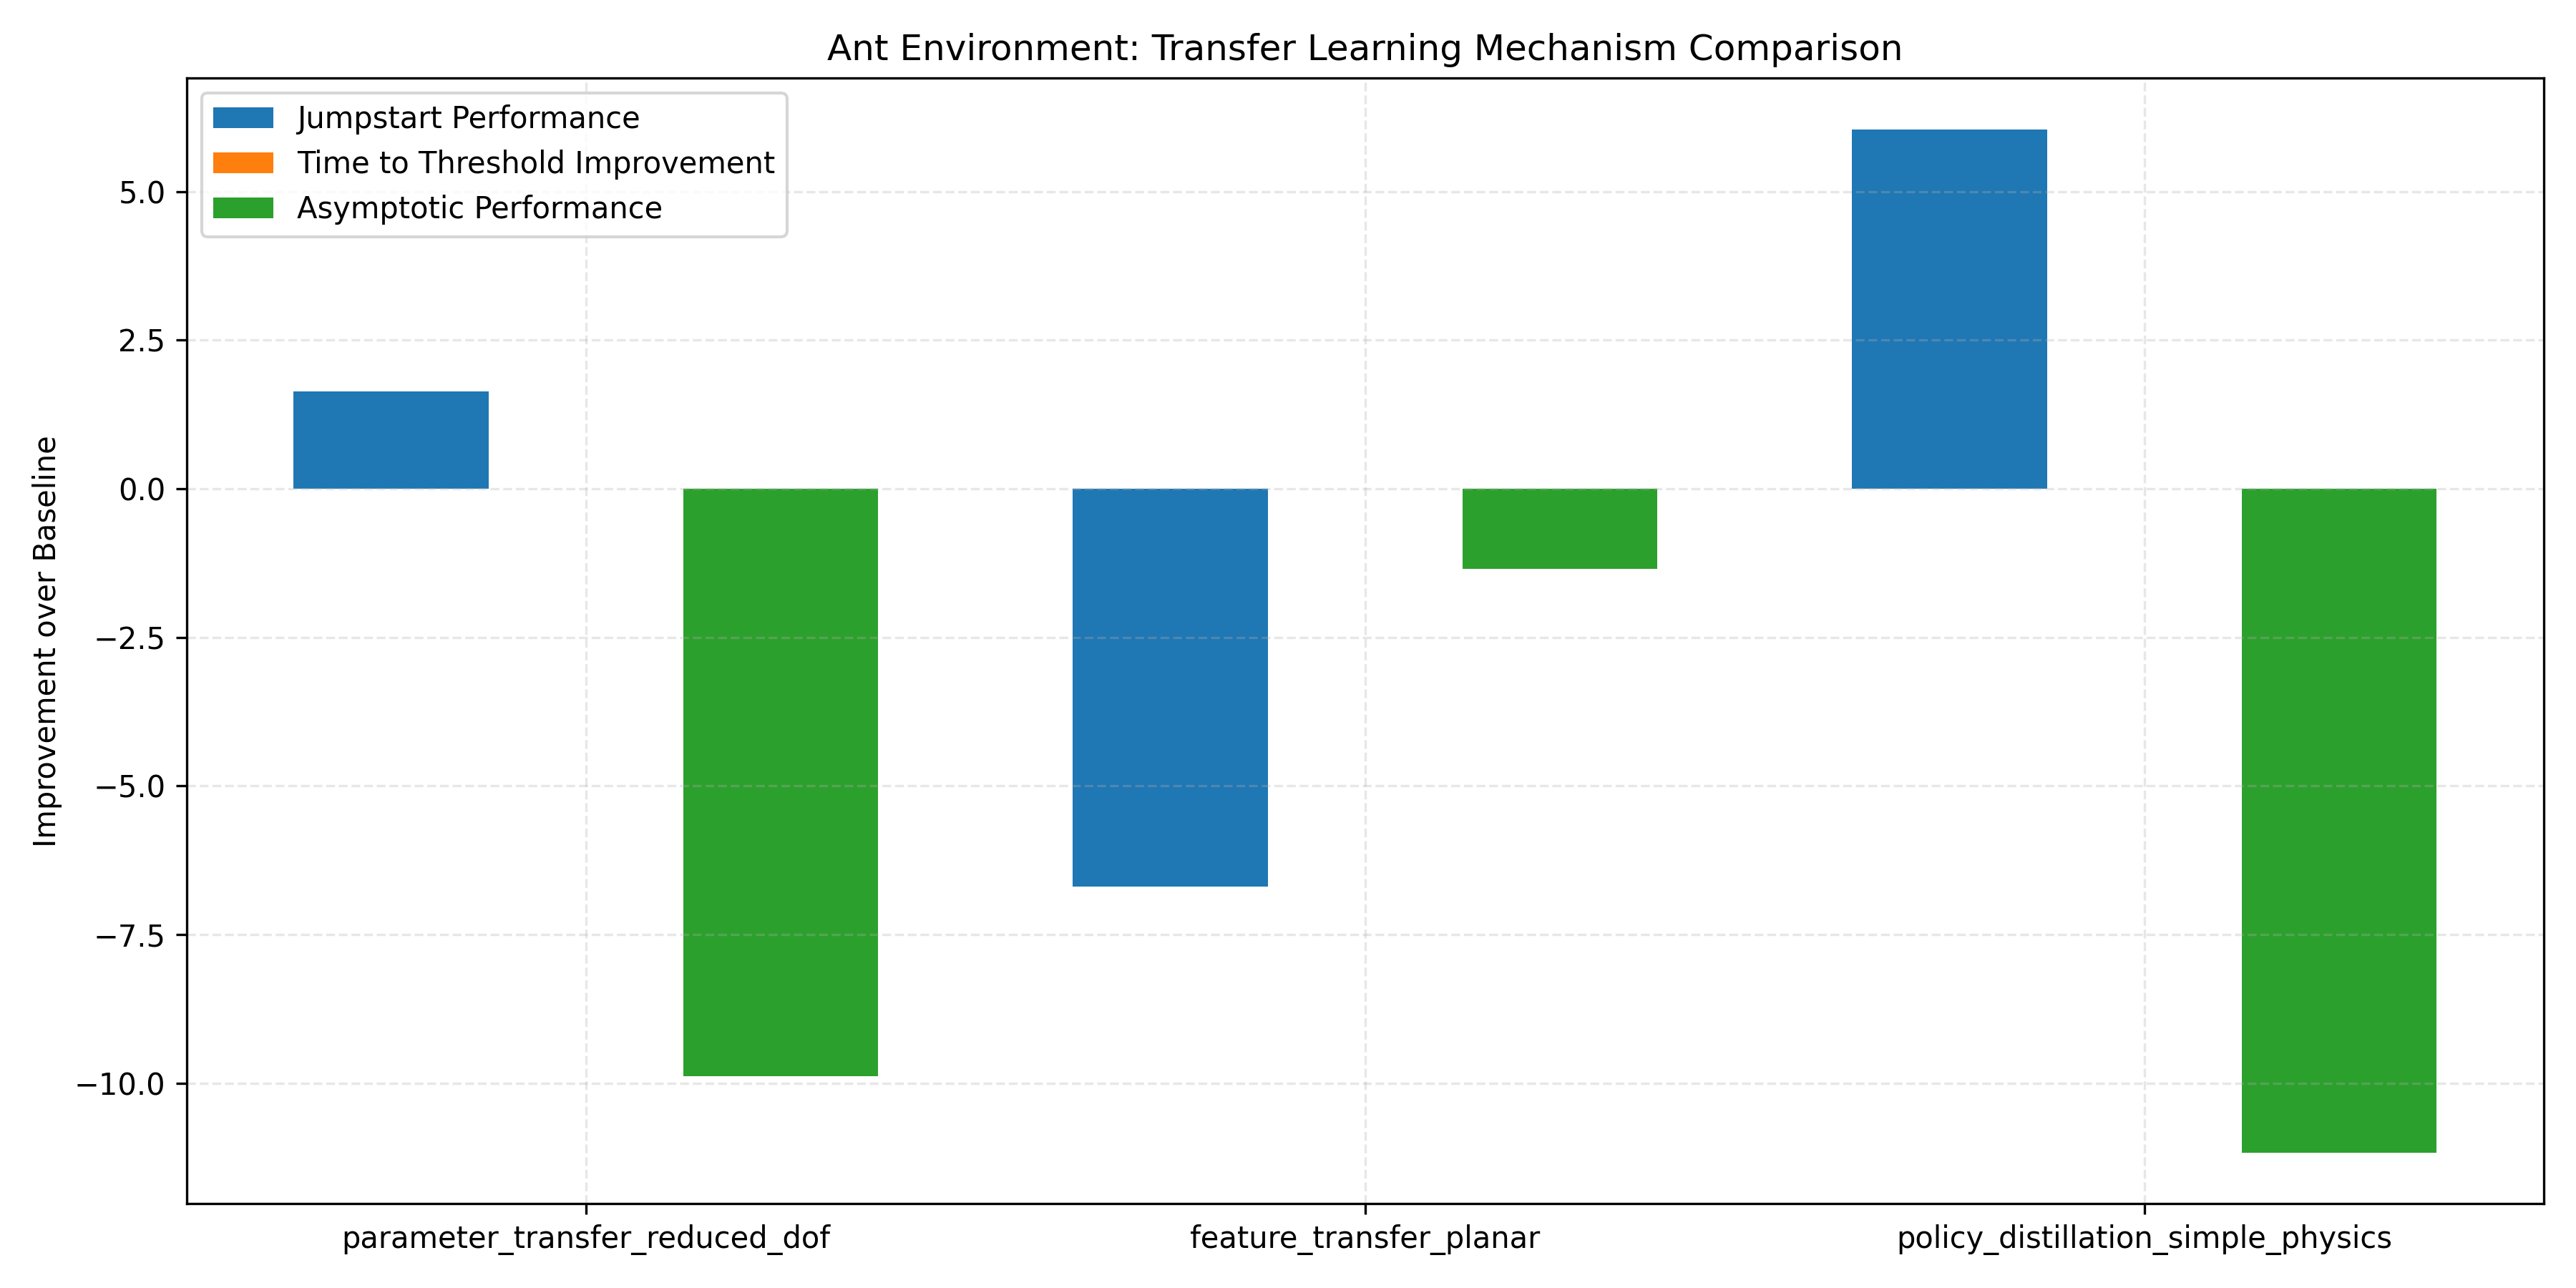 Ant Environment: Transfer Learning Mechanism Comparison
Jumpstart Performance
Time to Threshold Improvement
Asymptotic Performance
Improvement over Baseline
5.0
2.5
0.0
−2.5
−5.0
−7.5
−10.0
parameter_transfer_reduced_dof
feature_transfer_planar
policy_distillation_simple_physics